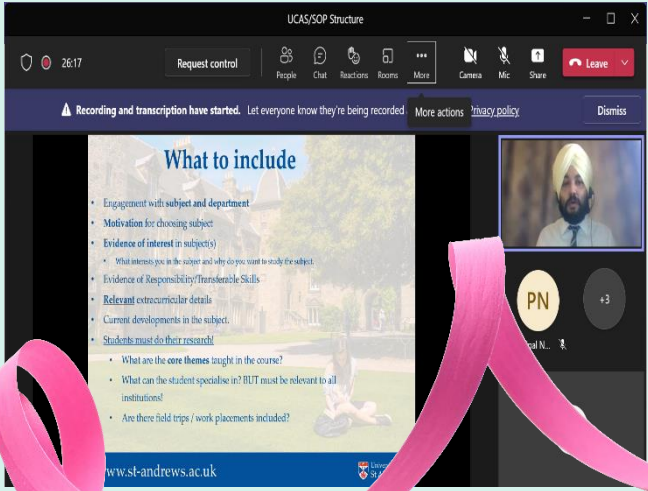 UCAS/SOP Structure
26:17
Request control
People
Chat
Reactions
Rooms
More
Camera
Mic
Share
Leave
Recording and transcription have started. Let everyone know they're being recorded
More actions
Privacy policy
Dismiss
What to include
• Engagement with subject and department
• Motivation for choosing subject
• Evidence of interest in subject(s)
• What interests you in the subject and why do you want to study the subject.
• Evidence of Responsibility/Transferable Skills
• Relevant extracurricular details
• Current developments in the subject.
• Students must do their research!
• What are the core themes taught in the course?
• What can the student specialise in? BUT must be relevant to all
institutions!
• Are there field trips / work placements included?
PN
+3
N...
ww.st-andrews.ac.uk
St